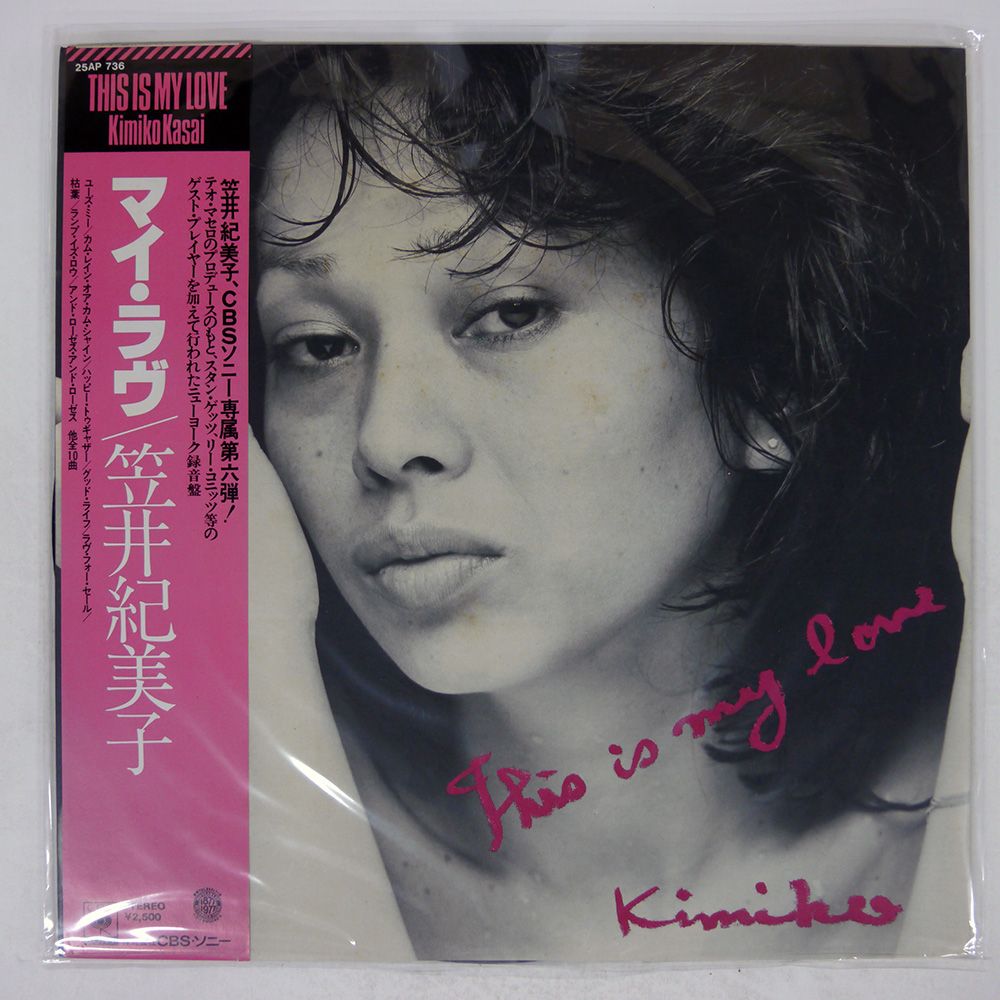 25AP 736
THIS IS MY LOVE
Kimiko Kasai
マイ・ラヴ/笠井紀美子
笠井紀美子、CBSソニー専属第六弾!
テオ・マセロのプロデュースのもと、スタン・ゲッツ、リー・コニッツ等の
ゲスト・プレイヤーを加えて行われたニューヨーク録音盤
ユーズ・ミー/カム・レイン・オア・カム・シャイン/ハッピー・トゥギャザー/グッド・ライフ/ラヴ・フォー・セール/
枯葉/ランプ・イズ・ロウ/アンド・ローゼズ・アンド・ローゼス 他全10曲
STEREO
¥2,500
1877
1977
CBS・ソニー
This is my love
Kimiko